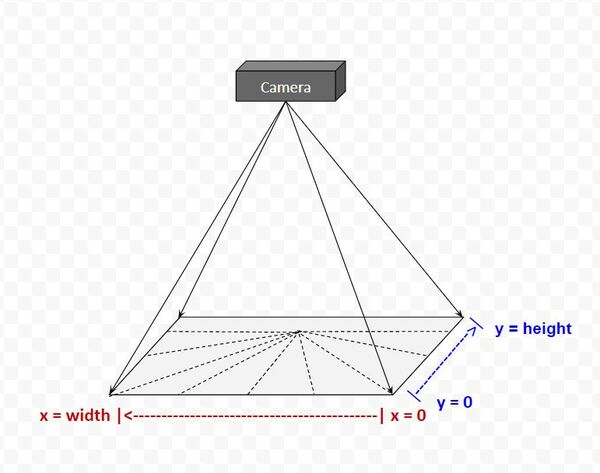 Camera
y = height
y = 0
x = width |<---------------------------------------| x = 0